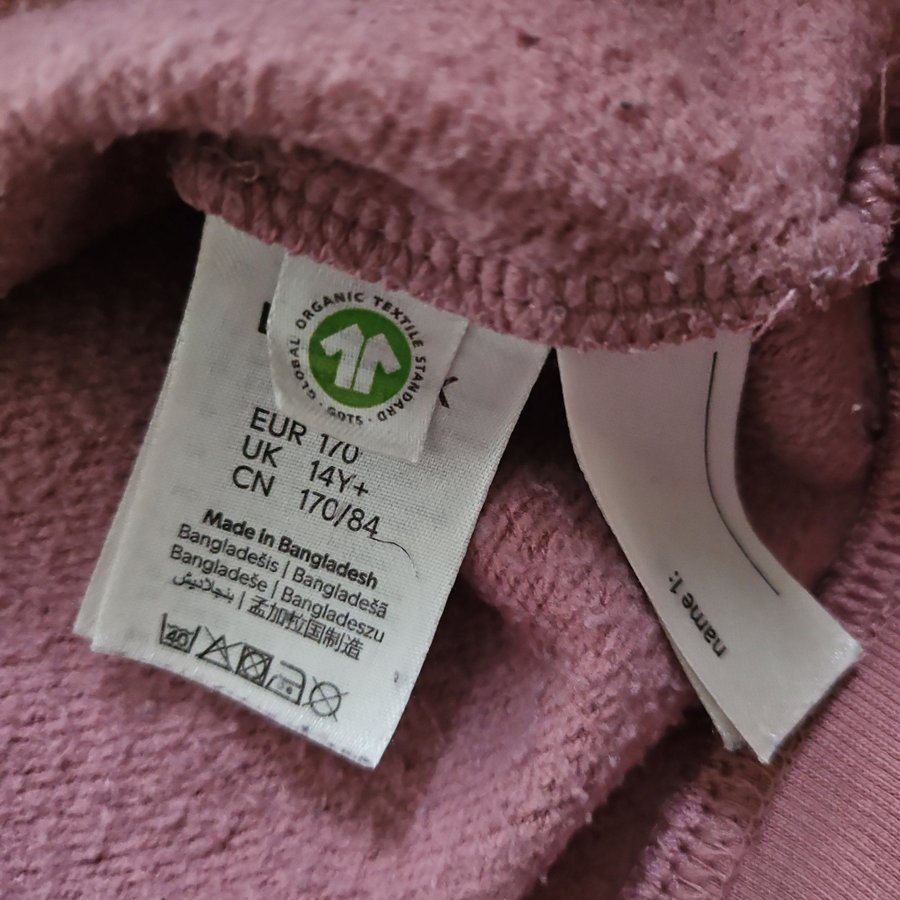 GLOBAL ORGANIC TEXTILE STANDARD · GOTS ·
EUR 170
UK 14Y+
CN 170/84
Made in Bangladesh
Bangladešis | Bangladešā
Bangladeše | Bangladeszu
بنجلاديش | 孟加拉国制造
40
name 1: